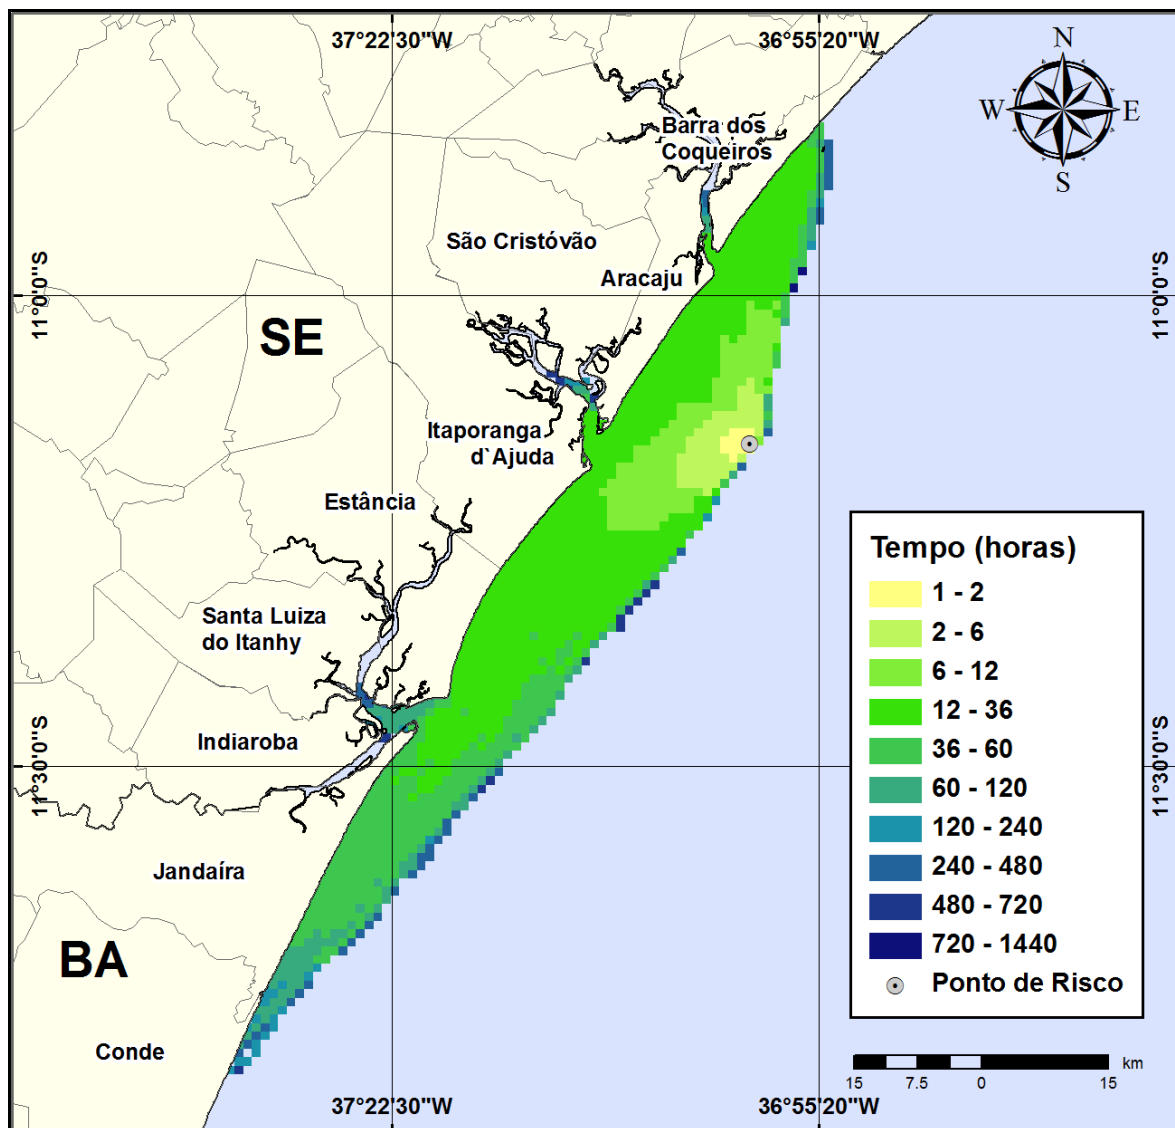 37°22'30"W
36°55'20"W
N
W
E
S
Barra dos
Coqueiros
São Cristóvão
Aracaju
11°0'0"S
11°0'0"S
SE
Itaporanga
d`Ajuda
Estância
Santa Luiza
do Itanhy
Indiaroba
11°30'0"S
11°30'0"S
Jandaíra
BA
Conde
Tempo (horas)
1 - 2
2 - 6
6 - 12
12 - 36
36 - 60
60 - 120
120 - 240
240 - 480
480 - 720
720 - 1440
Ponto de Risco
km
15 7.5 0 15
37°22'30"W
36°55'20"W